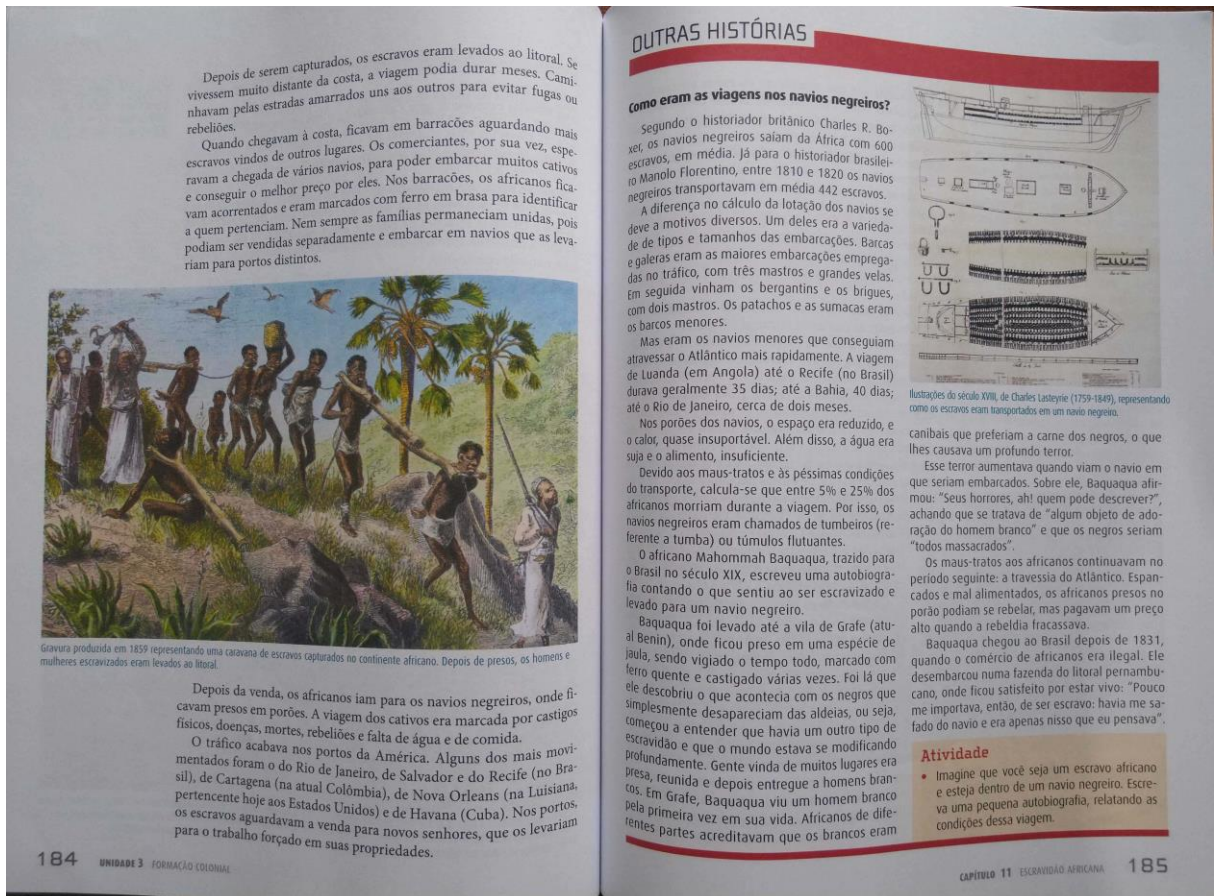 Depois de serem capturados, os escravos eram levados ao litoral. Se
vivessem muito distante da costa, a viagem podia durar meses. Cami-
nhavam pelas estradas amarrados uns aos outros para evitar fugas ou
rebeliões.
Quando chegavam à costa, ficavam em barracões aguardando mais
escravos vindos de outros lugares. Os comerciantes, por sua vez, espe-
ravam a chegada de vários navios, para poder embarcar muitos cativos
e conseguir o melhor preço por eles. Nos barracões, os africanos fica-
vam acorrentados e eram marcados com ferro em brasa para identificar
a quem pertenciam. Nem sempre as famílias permaneciam unidas, pois
podiam ser vendidas separadamente e embarcar em navios que as leva-
riam para portos distintos.
Gravura produzida em 1859 representando uma caravana de escravos capturados no continente africano. Depois de presos, os homens e
mulheres escravizados eram levados ao litoral.
Depois da venda, os africanos iam para os navios negreiros, onde fi-
cavam presos em porões. A viagem dos cativos era marcada por castigos
físicos, doenças, mortes, rebeliões e falta de água e de comida.
O tráfico acabava nos portos da América. Alguns dos mais movi-
mentados foram o do Rio de Janeiro, de Salvador e do Recife (no Bra-
sil), de Cartagena (na atual Colômbia), de Nova Orleans (na Luisiana,
pertencente hoje aos Estados Unidos) e de Havana (Cuba). Nos portos,
os escravos aguardavam a venda para novos senhores, que os levariam
para o trabalho forçado em suas propriedades.
184 UNIDADE 3 FORMAÇÃO COLONIAL
OUTRAS HISTÓRIAS
Como eram as viagens nos navios negreiros?
Segundo o historiador britânico Charles R. Bo-
xer, os navios negreiros saíam da África com 600
escravos, em média. Já para o historiador brasilei-
ro Manolo Florentino, entre 1810 e 1820 os navios
negreiros transportavam em média 442 escravos.
A diferença no cálculo da lotação dos navios se
deve a motivos diversos. Um deles era a varieda-
de de tipos e tamanhos das embarcações. Barcas
e galeras eram as maiores embarcações emprega-
das no tráfico, com três mastros e grandes velas.
Em seguida vinham os bergantins e os brigues,
com dois mastros. Os patachos e as sumacas eram
os barcos menores.
Mas eram os navios menores que conseguiam
atravessar o Atlântico mais rapidamente. A viagem
de Luanda (em Angola) até o Recife (no Brasil)
durava geralmente 35 dias; até a Bahia, 40 dias;
até o Rio de Janeiro, cerca de dois meses.
Nos porões dos navios, o espaço era reduzido, e
o calor, quase insuportável. Além disso, a água era
suja e o alimento, insuficiente.
Devido aos maus-tratos e às péssimas condições
do transporte, calcula-se que entre 5% e 25% dos
africanos morriam durante a viagem. Por isso, os
navios negreiros eram chamados de tumbeiros (re-
ferente a tumba) ou túmulos flutuantes.
O africano Mahommah Baquaqua, trazido para
o Brasil no século XIX, escreveu uma autobiogra-
fia contando o que sentiu ao ser escravizado e
levado para um navio negreiro.
Baquaqua foi levado até a vila de Grafe (atu-
al Benin), onde ficou preso em uma espécie de
jaula, sendo vigiado o tempo todo, marcado com
ferro quente e castigado várias vezes. Foi lá que
ele descobriu o que acontecia com os negros que
simplesmente desapareciam das aldeias, ou seja,
começou a entender que havia um outro tipo de
escravidão e que o mundo estava se modificando
profundamente. Gente vinda de muitos lugares era
presa, reunida e depois entregue a homens bran-
cos. Em Grafe, Baquaqua viu um homem branco
pela primeira vez em sua vida. Africanos de dife-
rentes partes acreditavam que os brancos eram
Ilustrações do século XVIII, de Charles Lasteyrie (1759-1849), representando
como os escravos eram transportados em um navio negreiro.
canibais que preferiam a carne dos negros, o que
lhes causava um profundo terror.
Esse terror aumentava quando viam o navio em
que seriam embarcados. Sobre ele, Baquaqua afir-
mou: “Seus horrores, ah! quem pode descrever?”,
achando que se tratava de “algum objeto de ado-
ração do homem branco” e que os negros seriam
“todos massacrados”.
Os maus-tratos aos africanos continuavam no
período seguinte: a travessia do Atlântico. Espan-
cados e mal alimentados, os africanos presos no
porão podiam se rebelar, mas pagavam um preço
alto quando a rebeldia fracassava.
Baquaqua chegou ao Brasil depois de 1831,
quando o comércio de africanos era ilegal. Ele
desembarcou numa fazenda do litoral pernambu-
cano, onde ficou satisfeito por estar vivo: “Pouco
me importava, então, de ser escravo: havia me sa-
fado do navio e era apenas nisso que eu pensava”.
Atividade
• Imagine que você seja um escravo africano
e esteja dentro de um navio negreiro. Escre-
va uma pequena autobiografia, relatando as
condições dessa viagem.
CAPÍTULO 11 ESCRAVIDÃO AFRICANA 185